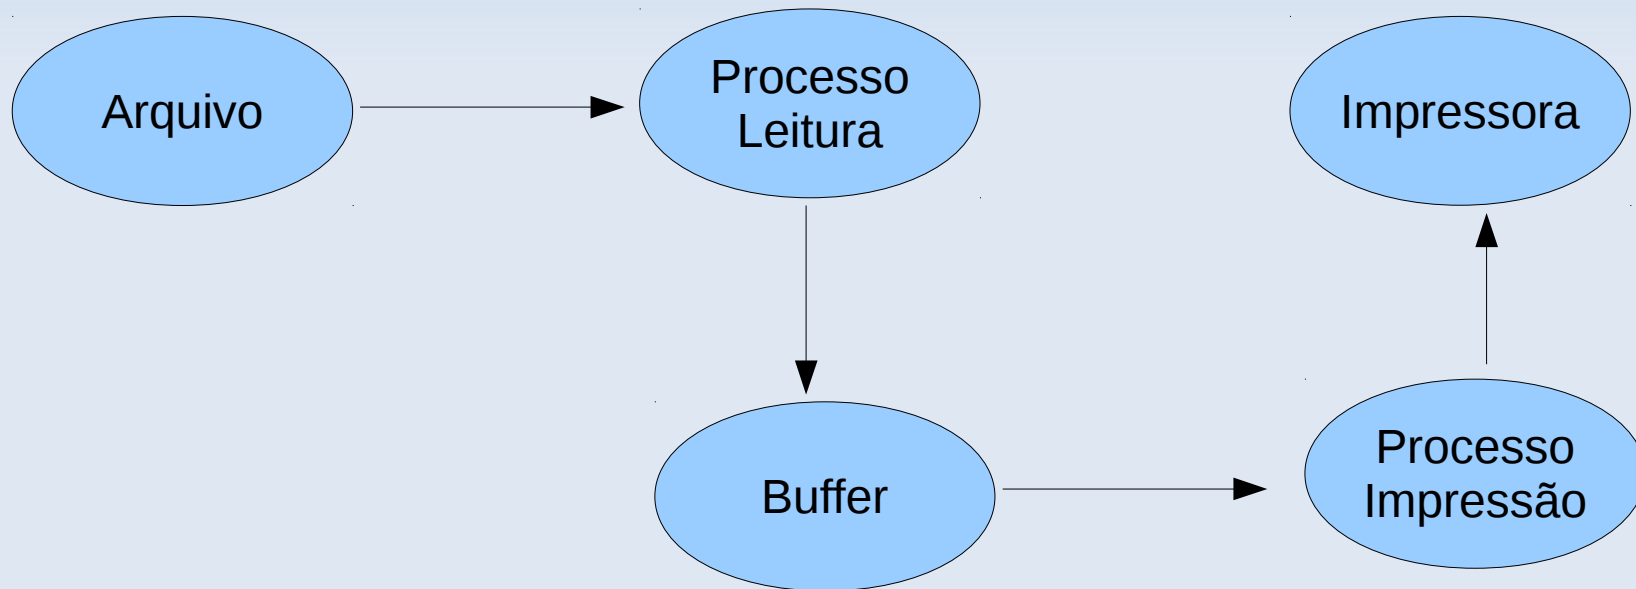 Arquivo
Processo
Leitura
Impressora
Buffer
Processo
Impressão